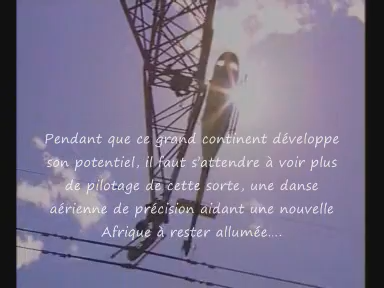 Pendant que ce grand continent développe
son potentiel, il faut s'attendre à voir plus
de pilotage de cette sorte, une danse
aérienne de précision aidant une nouvelle
Afrique à rester allumée....